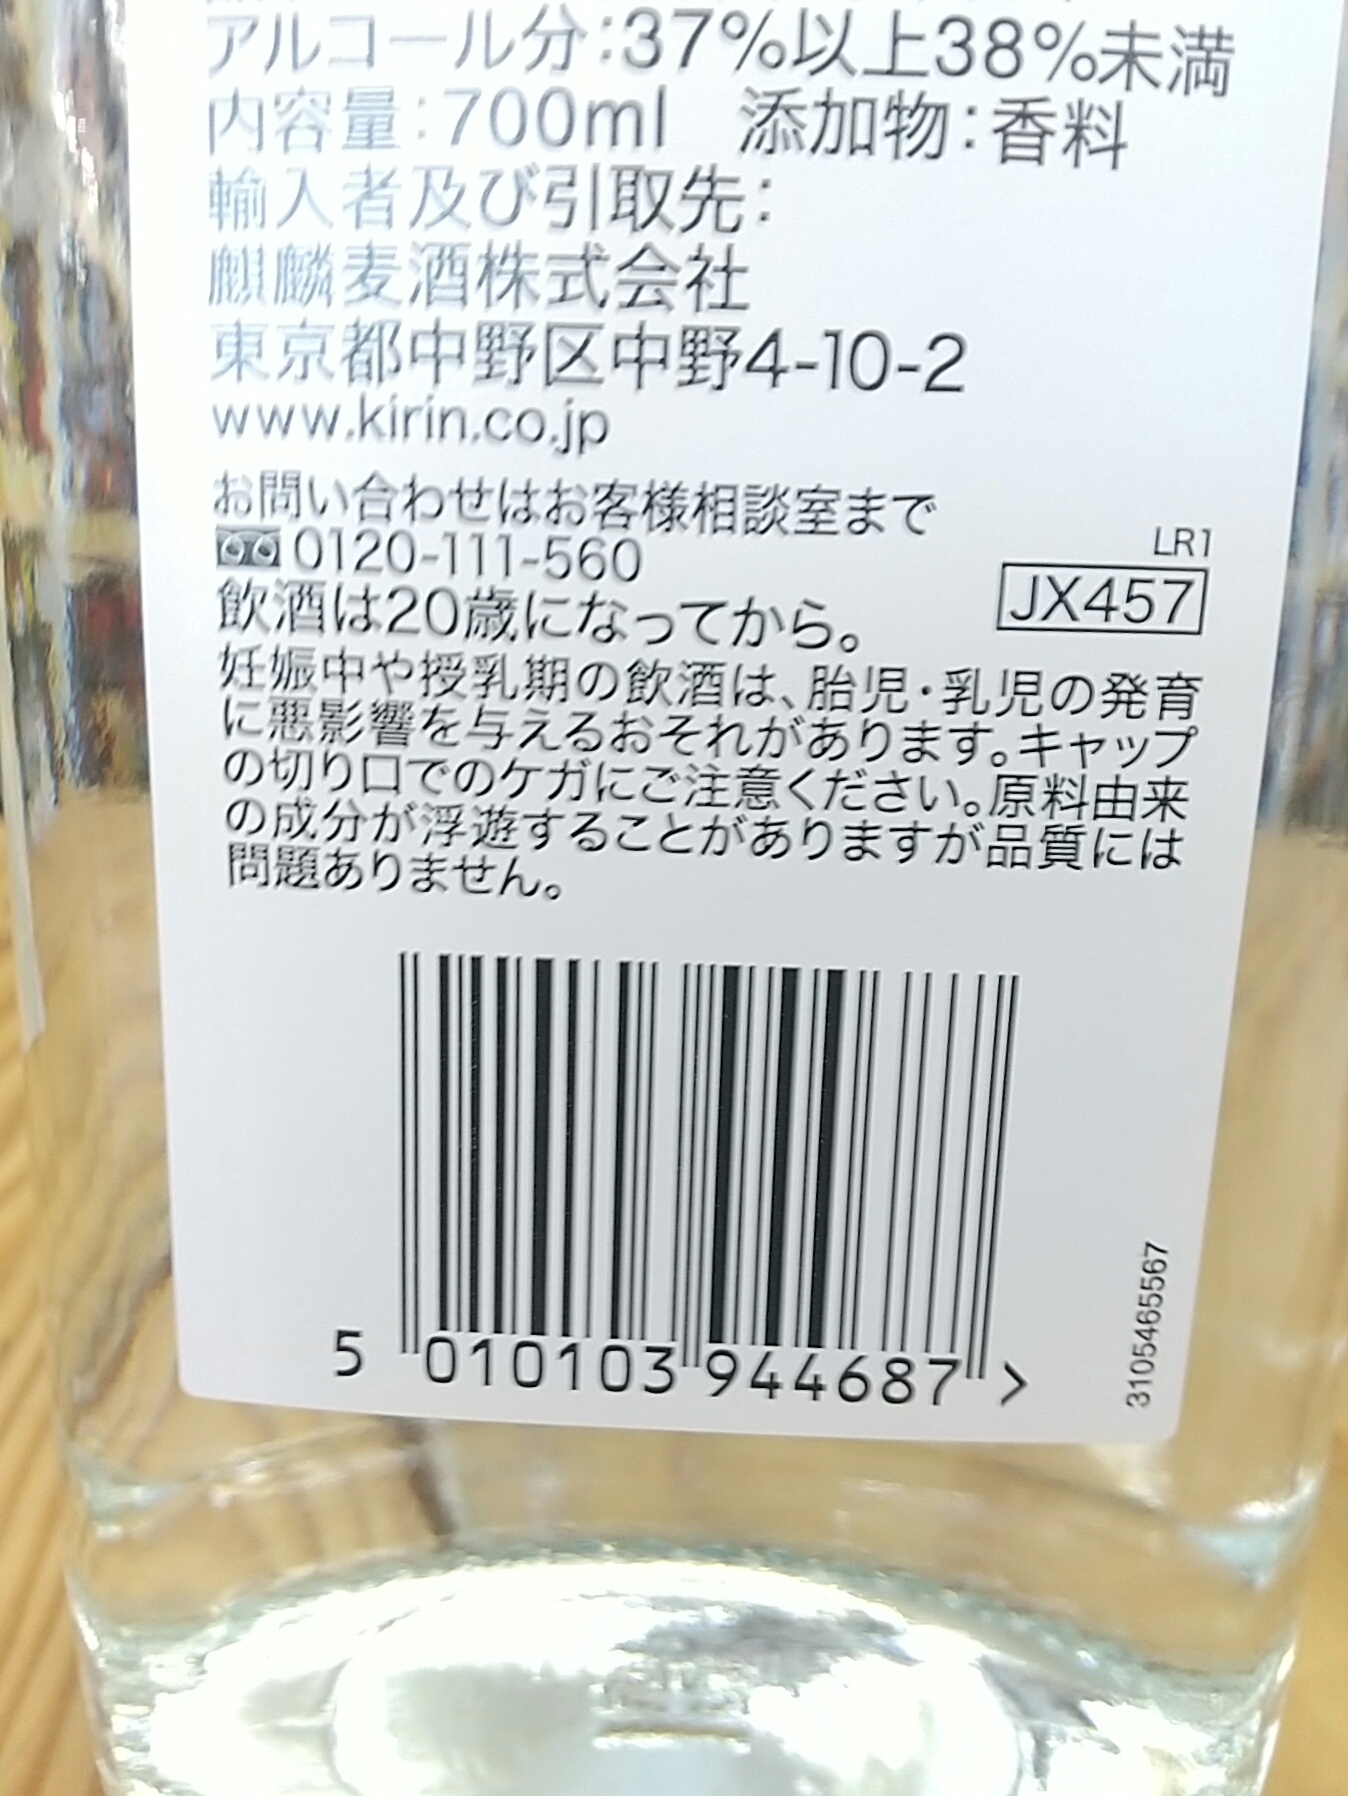 アルコール分:37%以上38%未満
内容量:700ml 添加物:香料
輸入者及び引取先:
麒麟麦酒株式会社
東京都中野区中野4-10-2
www.kirin.co.jp
お問い合わせはお客様相談室まで
0120-111-560
LR1
JX457
飲酒は20歳になってから。
妊娠中や授乳期の飲酒は、胎児・乳児の発育
に悪影響を与えるおそれがあります。キャップ
の切り口でのケガにご注意ください。原料由来
の成分が浮遊することがありますが品質には
問題ありません。
5 010103 944687 >
3105465567